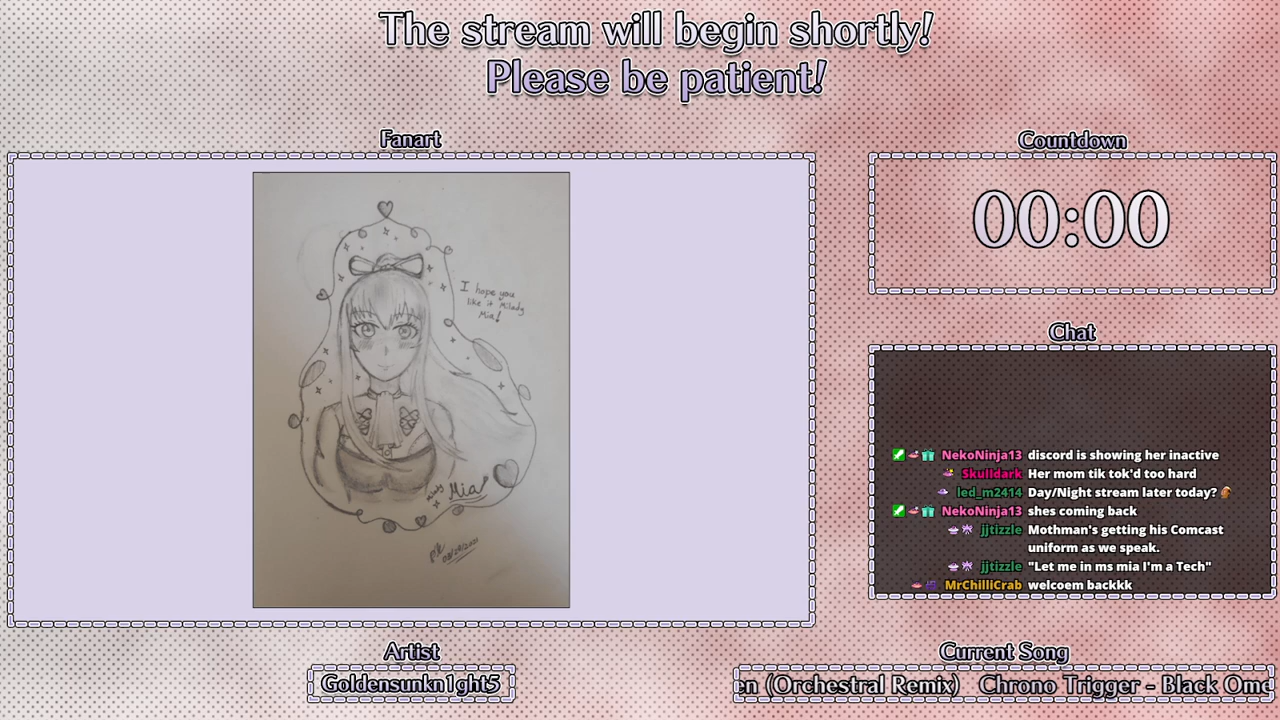 The stream will begin shortly!
Please be patient!
Fanart
Countdown
00:00
I hope you
like it Milady
Mia!
Mia
Chat
NekoNinja13 discord is showing her inactive
Skulldark Her mom tik tok'd too hard
led_m2414 Day/Night stream later today?
NekoNinja13 shes coming back
jjtizzle Mothman's getting his Comcast
uniform as we speak.
jjtizzle "Let me in ms mia I'm a Tech"
MrChilliCrab welcoem backkk
Artist
Goldensunkn1ght5
Current Song
en (Orchestral Remix) Chrono Trigger - Black Ome